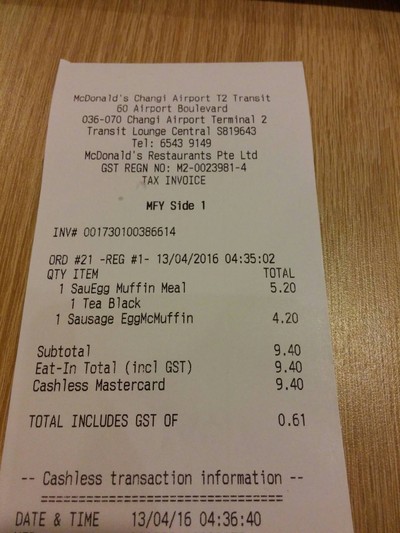 McDonald's Changi Airport T2 Transit
60 Airport Boulevard
036-070 Changi Airport Terminal 2
Transit Lounge Central S819643
Tel: 6543 9149
McDonald's Restaurants Pte Ltd
GST REGN NO: M2-0023981-4
TAX INVOICE
MFY Side 1
INV# 001730100386614
ORD #21 -REG #1- 13/04/2016 04:35:02
QTY ITEM TOTAL
1 SauEgg Muffin Meal 5.20
1 Tea Black
1 Sausage EggMcMuffin 4.20
Subtotal 9.40
Eat-In Total (incl GST) 9.40
Cashless Mastercard 9.40
TOTAL INCLUDES GST OF 0.61
-- Cashless transaction information --
================================
DATE & TIME 13/04/16 04:36:40